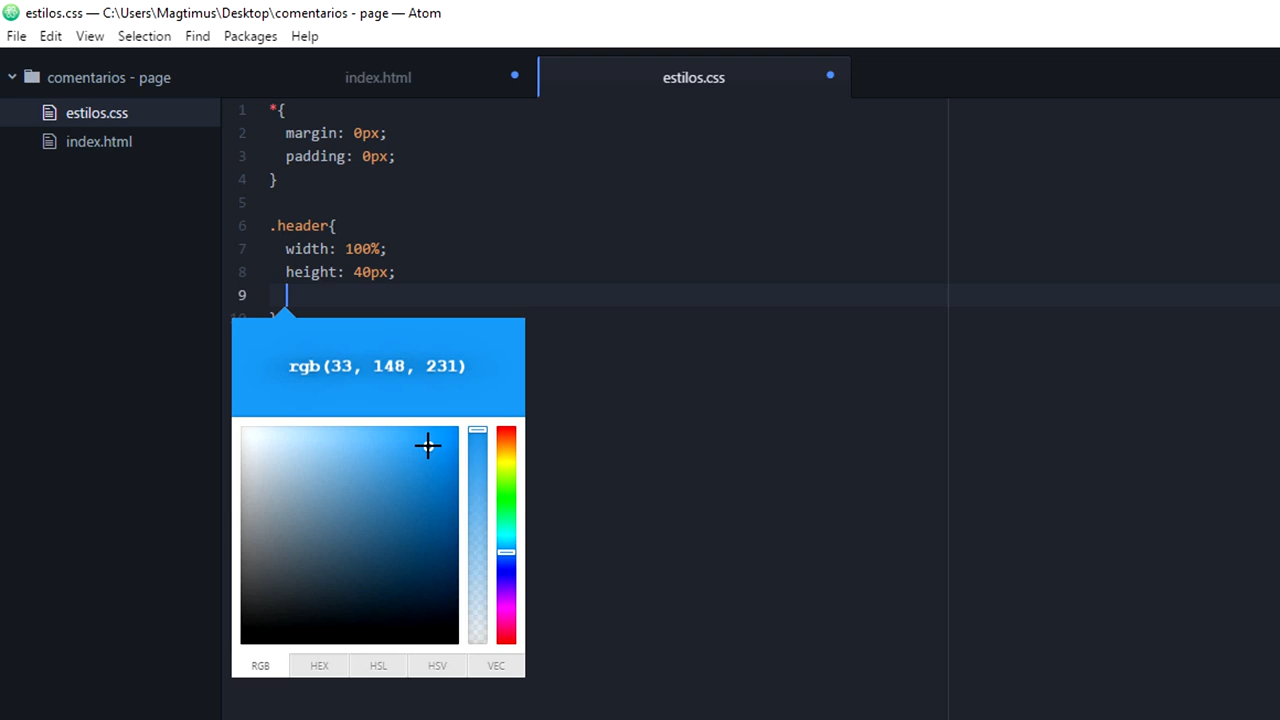 estilos.css — C:\Users\Magtimus\Desktop\comentarios - page — Atom
File Edit View Selection Find Packages Help
comentarios - page
index.html
estilos.css
estilos.css
index.html
1 *{
2 margin: 0px;
3 padding: 0px;
4 }
5
6 .header{
7 width: 100%;
8 height: 40px;
9
rgb(33, 148, 231)
RGB HEX HSL HSV VEC